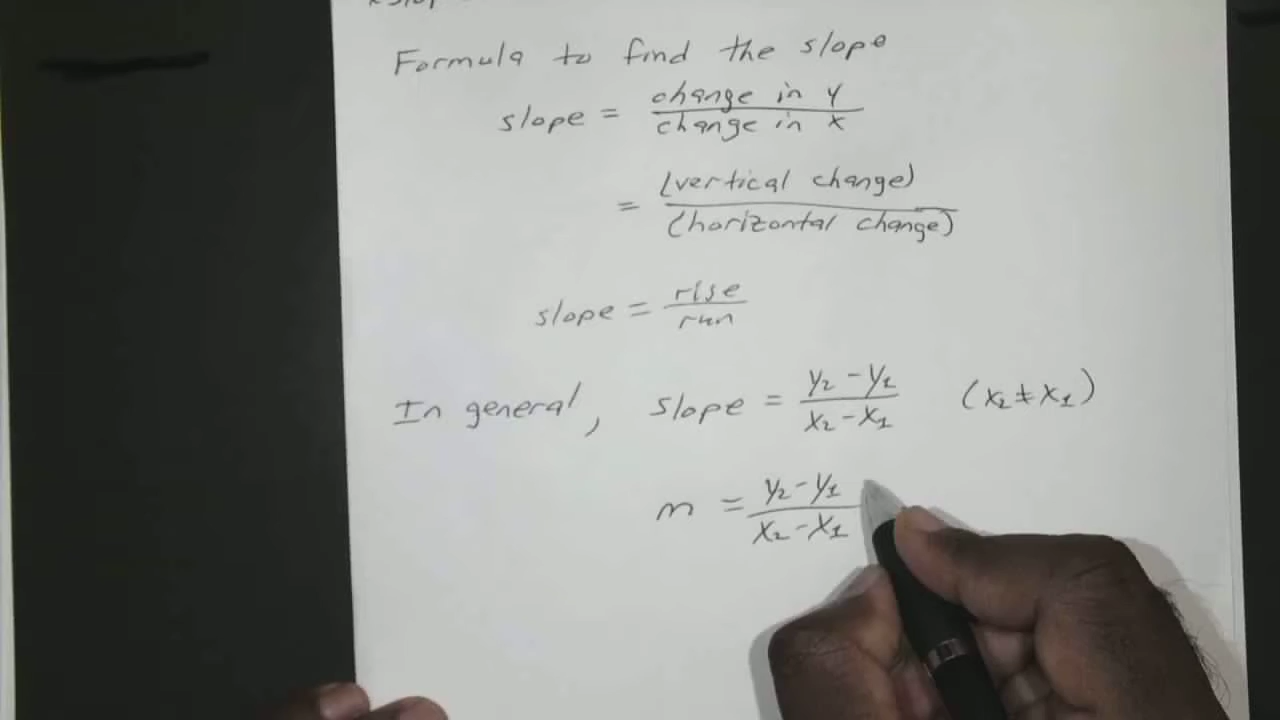 Formula to find the slope
slope = change in y / change in x
= (vertical change) / (horizontal change)
slope = rise / run
In general, slope = y₂ - y₁ / x₂ - x₁ (x₂ ≠ x₁)
m = y₂ - y₁ / x₂ - x₁